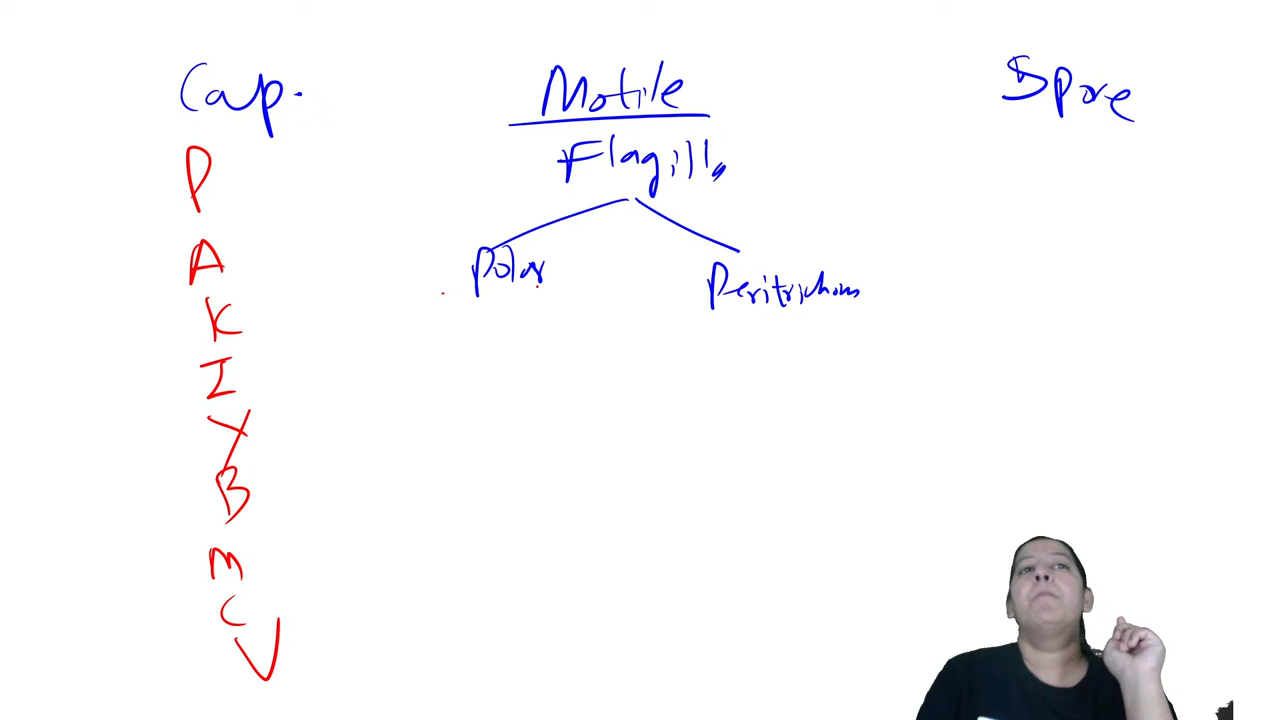 Cap.
Motile
Spore
Flagilla
Polar
Peritrichous
P
A
K
I
Y
B
M
C
V